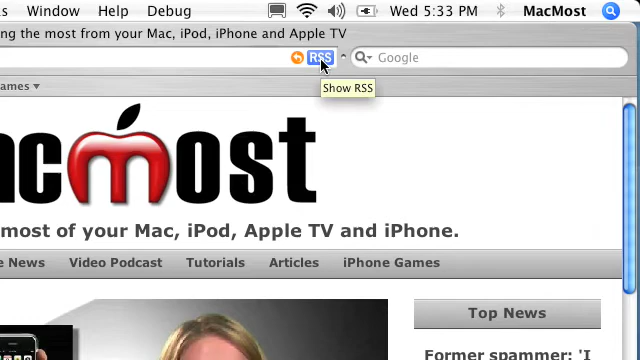 s Window Help Debug Wed 5:33 PM MacMost
ing the most from your Mac, iPod, iPhone and Apple TV
RSS Google
Show RSS
ames
acmost
most of your Mac, iPod, Apple TV and iPhone.
e News Video Podcast Tutorials Articles iPhone Games
Top News
Former spammer: 'I